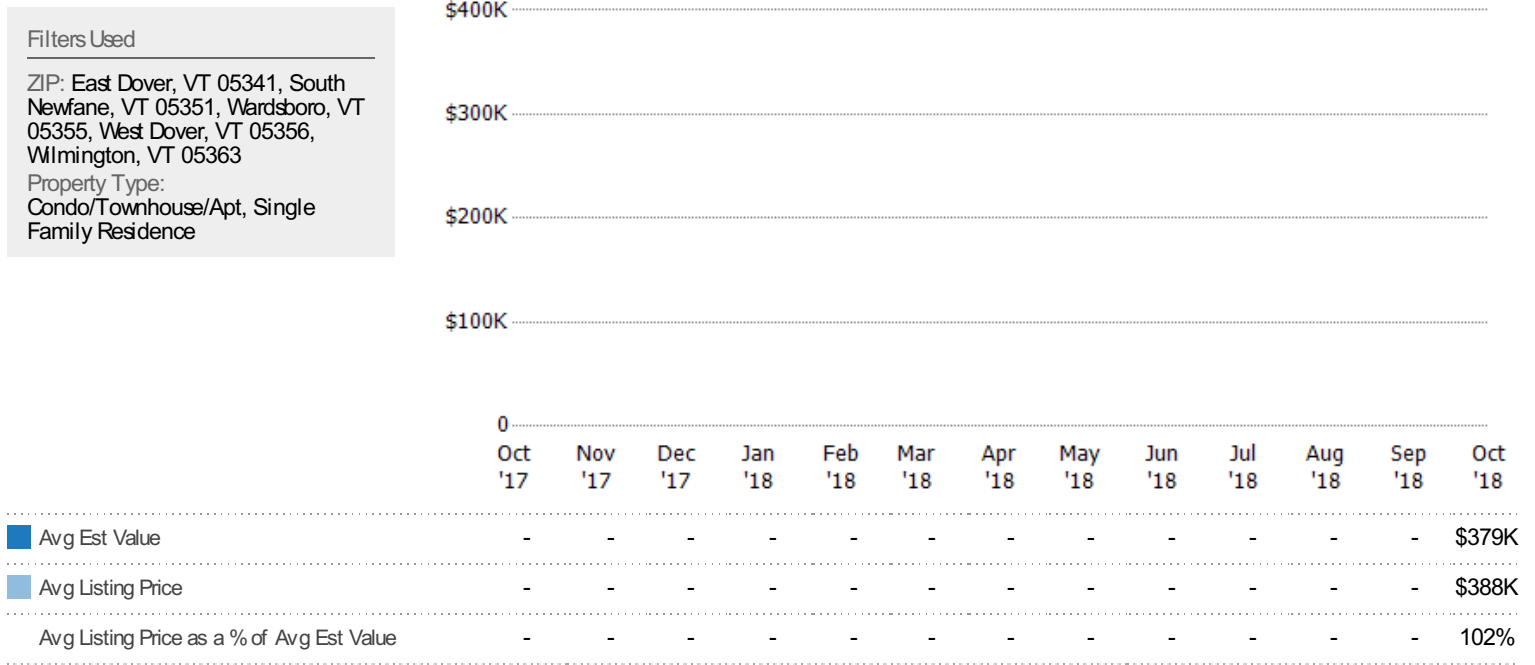 Filters Used
ZIP: East Dover, VT 05341, South
Newfane, VT 05351, Wardsboro, VT
05355, West Dover, VT 05356,
Wilmington, VT 05363
Property Type:
Condo/Townhouse/Apt, Single
Family Residence
$400K
$300K
$200K
$100K
0
Oct Nov Dec Jan Feb Mar Apr May Jun Jul Aug Sep Oct
'17 '17 '17 '18 '18 '18 '18 '18 '18 '18 '18 '18 '18
Avg Est Value - - - - - - - - - - - - $379K
Avg Listing Price - - - - - - - - - - - - $388K
Avg Listing Price as a % of Avg Est Value - - - - - - - - - - - - 102%